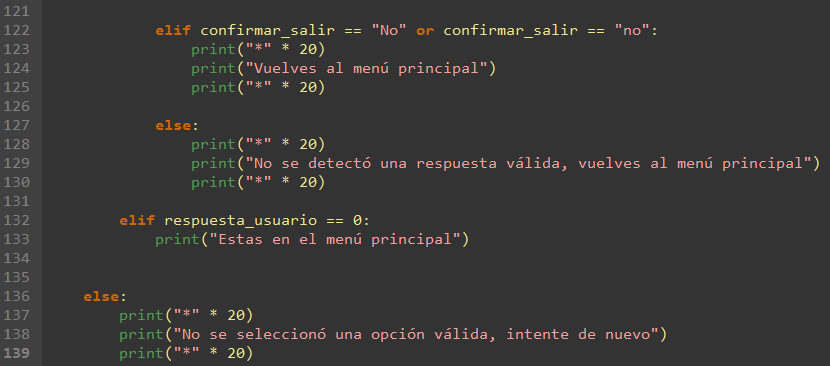 121
122 elif confirmar_salir == "No" or confirmar_salir == "no":
123 print("*" * 20)
124 print("Vuelves al menú principal")
125 print("*" * 20)
126
127 else:
128 print("*" * 20)
129 print("No se detectó una respuesta válida, vuelves al menú principal")
130 print("*" * 20)
131
132 elif respuesta_usuario == 0:
133 print("Estas en el menú principal")
134
135
136 else:
137 print("*" * 20)
138 print("No se seleccionó una opción válida, intente de nuevo")
139 print("*" * 20)